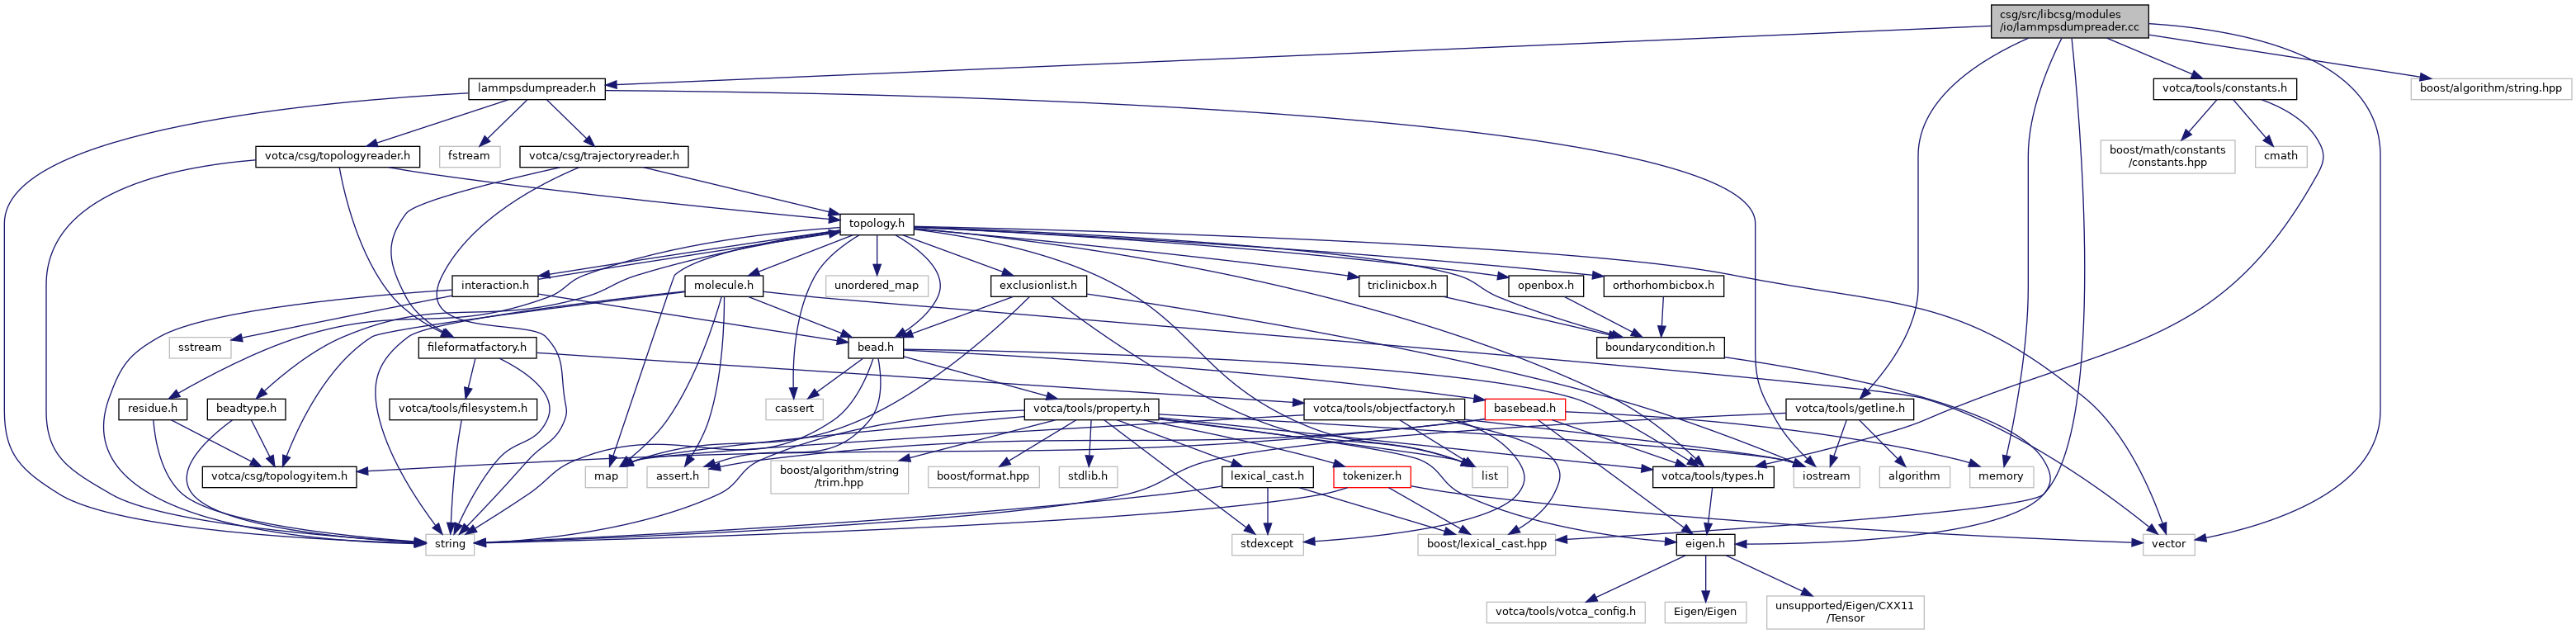 csg/src/libcsg/modules
/io/lammpsdumpreader.cc
lammpsdumpreader.h
votca/tools/constants.h
boost/algorithm/string.hpp
votca/csg/topologyreader.h
fstream
votca/csg/trajectoryreader.h
boost/math/constants
/constants.hpp
cmath
topology.h
interaction.h
molecule.h
unordered_map
exclusionlist.h
triclinicbox.h
openbox.h
orthorhombicbox.h
sstream
fileformatfactory.h
bead.h
boundarycondition.h
residue.h
beadtype.h
votca/tools/filesystem.h
cassert
votca/tools/property.h
votca/tools/objectfactory.h
basebead.h
votca/tools/getline.h
votca/csg/topologyitem.h
map
assert.h
boost/algorithm/string
/trim.hpp
boost/format.hpp
stdlib.h
lexical_cast.h
tokenizer.h
list
votca/tools/types.h
iostream
algorithm
memory
string
stdexcept
boost/lexical_cast.hpp
eigen.h
vector
votca/tools/votca_config.h
Eigen/Eigen
unsupported/Eigen/CXX11
/Tensor